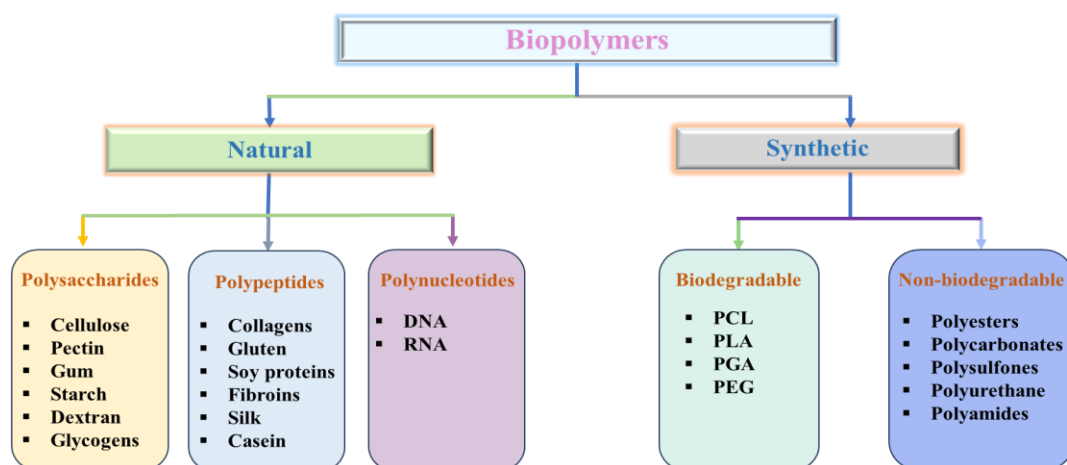 Biopolymers
Natural
Synthetic
Polysaccharides
▪ Cellulose
▪ Pectin
▪ Gum
▪ Starch
▪ Dextran
▪ Glycogens
Polypeptides
▪ Collagens
▪ Gluten
▪ Soy proteins
▪ Fibroins
▪ Silk
▪ Casein
Polynucleotides
▪ DNA
▪ RNA
Biodegradable
▪ PCL
▪ PLA
▪ PGA
▪ PEG
Non-biodegradable
▪ Polyesters
▪ Polycarbonates
▪ Polysulfones
▪ Polyurethane
▪ Polyamides